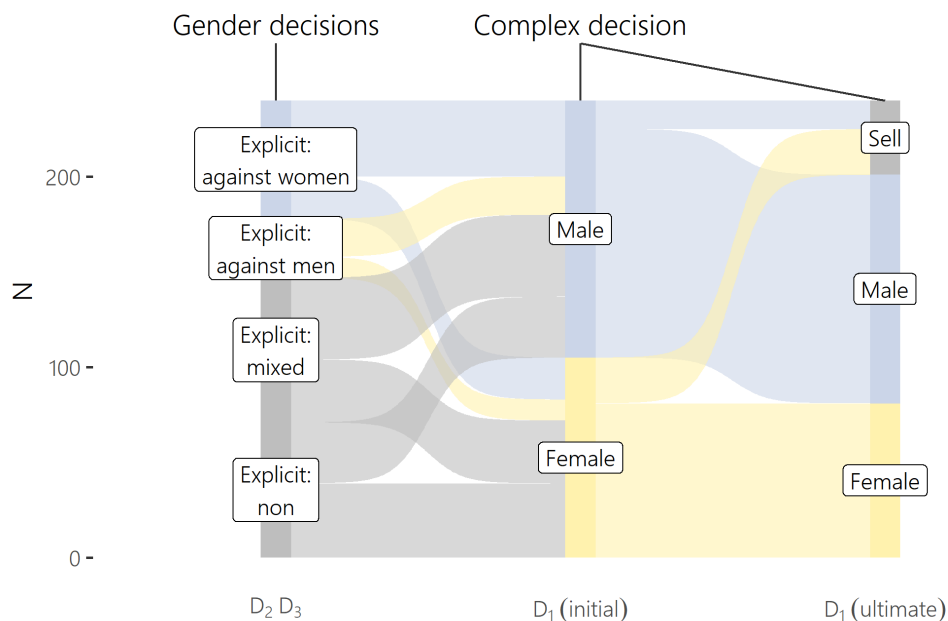 Gender decisions
Complex decision
Explicit:
against women
Explicit:
against men
Explicit:
mixed
Explicit:
non
Male
Female
Sell
Male
Female
N
200
100
0
D₂ D₃
D₁ (initial)
D₁ (ultimate)